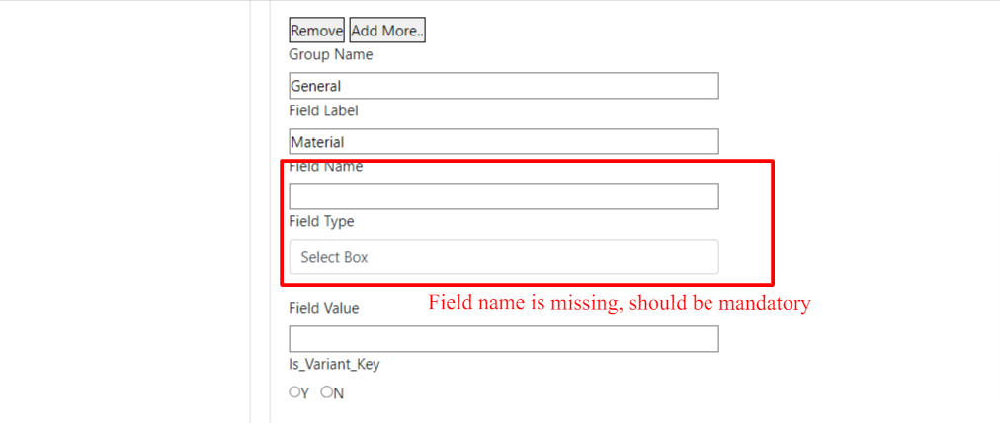 Remove Add More..
Group Name
General
Field Label
Material
Field Name
Field Type
Select Box
Field name is missing, should be mandatory
Field Value
Is_Variant_Key
Y N